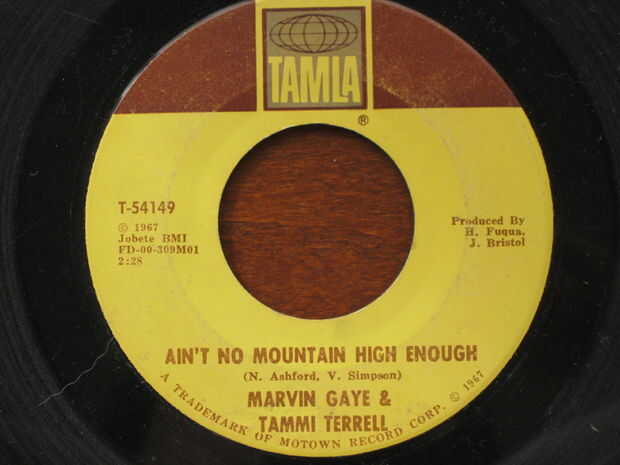 TAMLA
®
T-54149
© 1967
Jobete BMI
FD-00-309M01
2:28
Produced By
H. Fuqua,
J. Bristol
AIN'T NO MOUNTAIN HIGH ENOUGH
(N. Ashford, V. Simpson)
MARVIN GAYE &
TAMMI TERRELL
A TRADEMARK OF MOTOWN RECORD CORP. © 1967